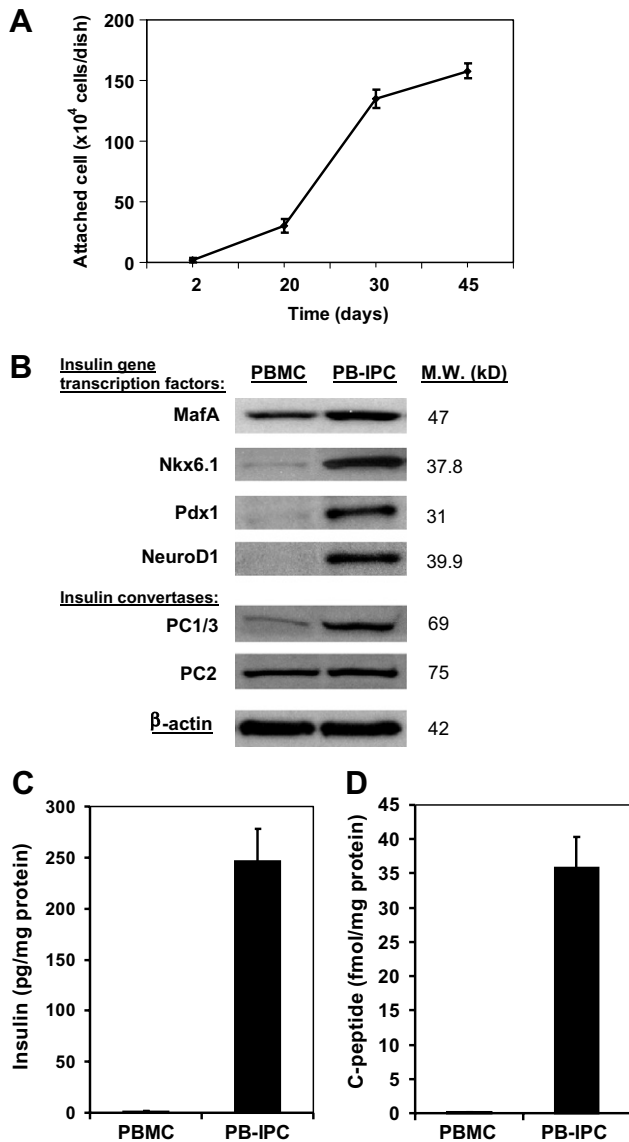 A
Attached cell (x10⁴ cells/dish)
200
150
100
50
0
2 20 30 45
Time (days)
B
Insulin gene
transcription factors:
PBMC PB-IPC M.W. (kD)
MafA 47
Nkx6.1 37.8
Pdx1 31
NeuroD1 39.9
Insulin convertases:
PC1/3 69
PC2 75
β-actin 42
C
Insulin (pg/mg protein)
300
250
200
150
100
50
0
PBMC PB-IPC
D
C-peptide (fmol/mg protein)
45
40
35
30
25
20
15
10
5
0
PBMC PB-IPC